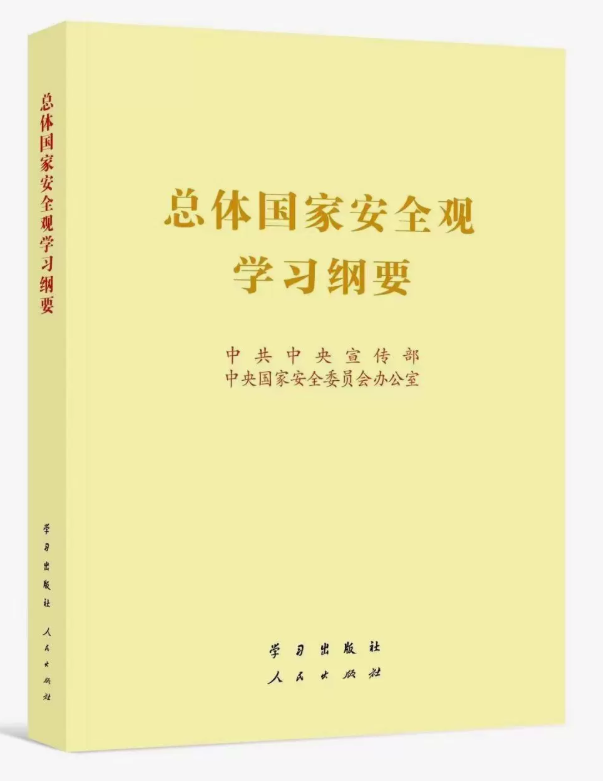 总体国家安全观学习纲要
学习出版社
人民出版社
总体国家安全观
学习纲要
中共中央宣传部
中央国家安全委员会办公室
学习出版社
人民出版社